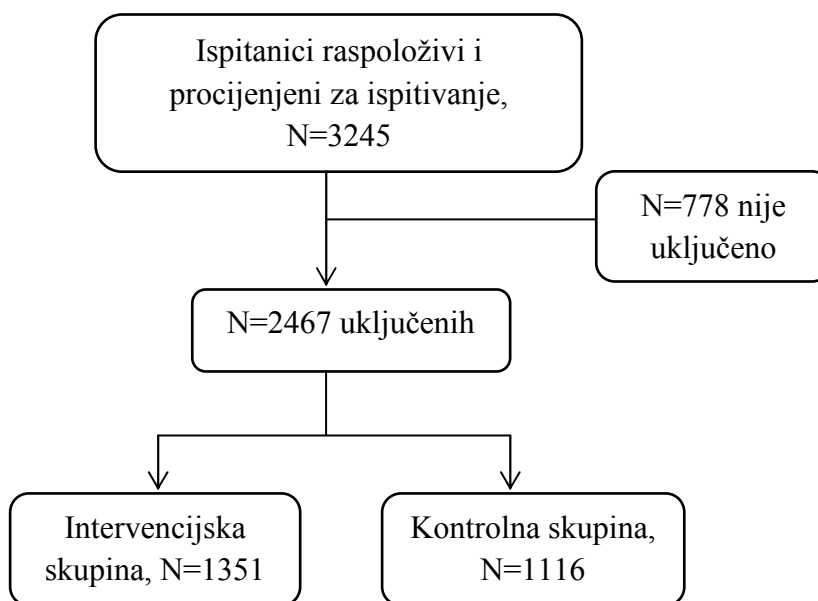 Ispitanici raspoloživi i
procijenjeni za ispitivanje,
N=3245
N=778 nije
uključeno
N=2467 uključenih
Intervencijska
skupina, N=1351
Kontrolna skupina,
N=1116